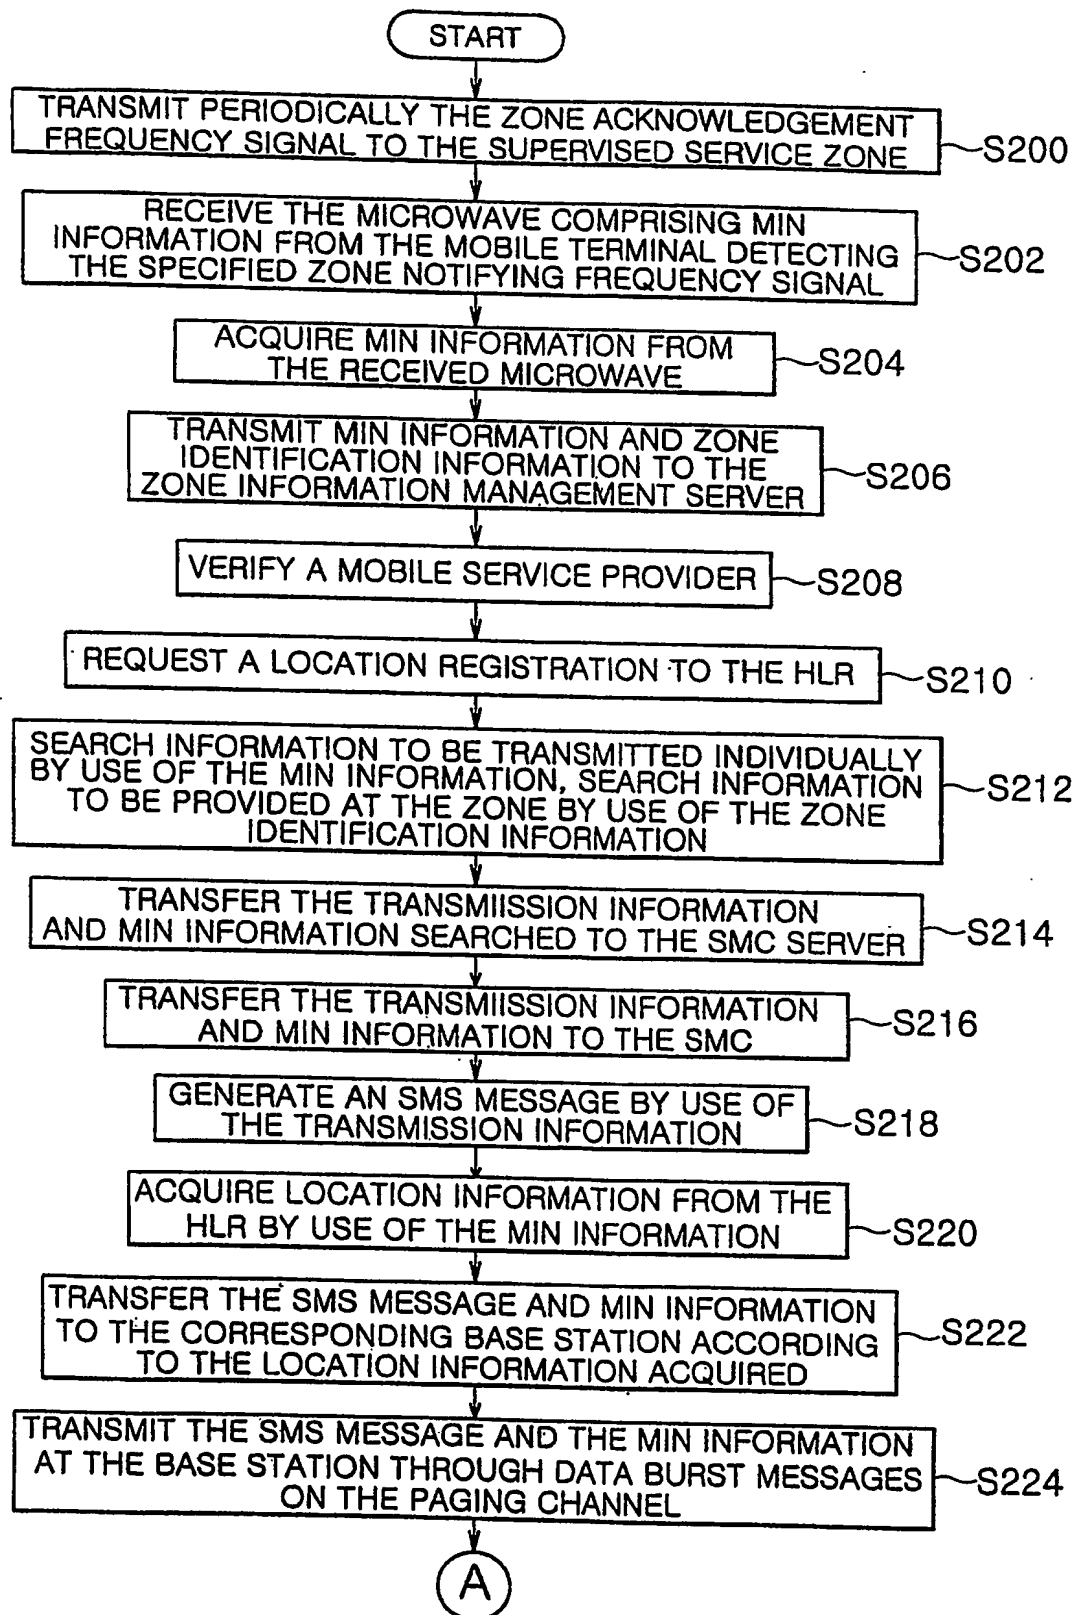 START
TRANSMIT PERIODICALLY THE ZONE ACKNOWLEDGEMENT
FREQUENCY SIGNAL TO THE SUPERVISED SERVICE ZONE
S200
RECEIVE THE MICROWAVE COMPRISING MIN
INFORMATION FROM THE MOBILE TERMINAL DETECTING
THE SPECIFIED ZONE NOTIFYING FREQUENCY SIGNAL
S202
ACQUIRE MIN INFORMATION FROM
THE RECEIVED MICROWAVE
S204
TRANSMIT MIN INFORMATION AND ZONE
IDENTIFICATION INFORMATION TO THE
ZONE INFORMATION MANAGEMENT SERVER
S206
VERIFY A MOBILE SERVICE PROVIDER
S208
REQUEST A LOCATION REGISTRATION TO THE HLR
S210
SEARCH INFORMATION TO BE TRANSMITTED INDIVIDUALLY
BY USE OF THE MIN INFORMATION, SEARCH INFORMATION
TO BE PROVIDED AT THE ZONE BY USE OF THE ZONE
IDENTIFICATION INFORMATION
S212
TRANSFER THE TRANSMIISSION INFORMATION
AND MIN INFORMATION SEARCHED TO THE SMC SERVER
S214
TRANSFER THE TRANSMIISSION INFORMATION
AND MIN INFORMATION TO THE SMC
S216
GENERATE AN SMS MESSAGE BY USE OF
THE TRANSMISSION INFORMATION
S218
ACQUIRE LOCATION INFORMATION FROM THE
HLR BY USE OF THE MIN INFORMATION
S220
TRANSFER THE SMS MESSAGE AND MIN INFORMATION
TO THE CORRESPONDING BASE STATION ACCORDING
TO THE LOCATION INFORMATION ACQUIRED
S222
TRANSMIT THE SMS MESSAGE AND THE MIN INFORMATION
AT THE BASE STATION THROUGH DATA BURST MESSAGES
ON THE PAGING CHANNEL
S224
A